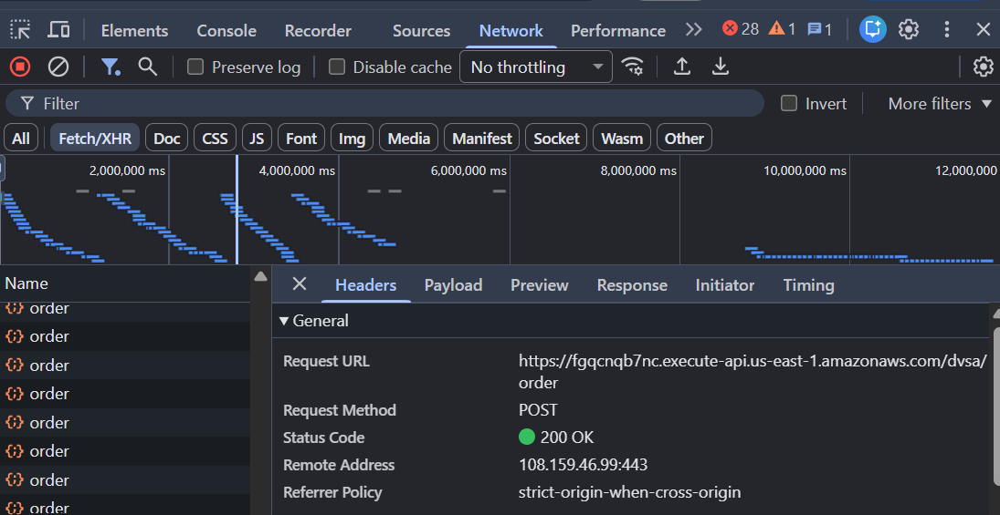 Elements Console Recorder Sources Network Performance 28 1 1
Preserve log Disable cache No throttling
Filter Invert More filters
All Fetch/XHR Doc CSS JS Font Img Media Manifest Socket Wasm Other
2,000,000 ms 4,000,000 ms 6,000,000 ms 8,000,000 ms 10,000,000 ms 12,000,000
Name Headers Payload Preview Response Initiator Timing
order
General
order
Request URL https://fgqcnqb7nc.execute-api.us-east-1.amazonaws.com/dvsa/
order
order
order
Request Method POST
order
Status Code 200 OK
order
Remote Address 108.159.46.99:443
order
Referrer Policy strict-origin-when-cross-origin
order